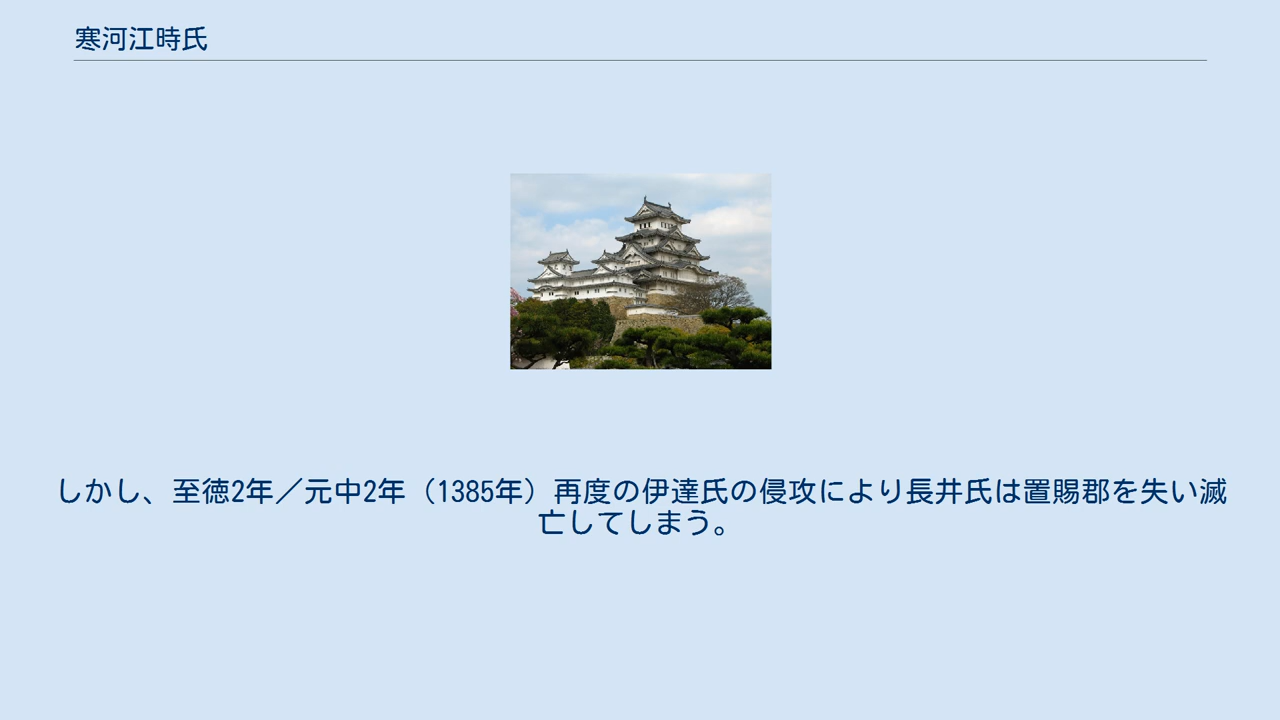 寒河江時氏
しかし、至徳2年／元中2年（1385年）再度の伊達氏の侵攻により長井氏は置賜郡を失い滅
亡してしまう。